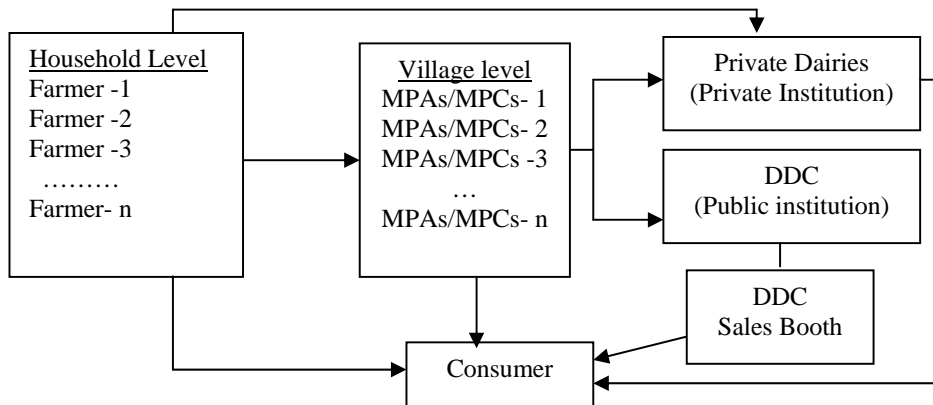 Household Level
Farmer -1
Farmer -2
Farmer -3
………
Farmer- n
Village level
MPAs/MPCs- 1
MPAs/MPCs- 2
MPAs/MPCs -3
…
MPAs/MPCs- n
Private Dairies
(Private Institution)
DDC
(Public institution)
DDC
Sales Booth
Consumer